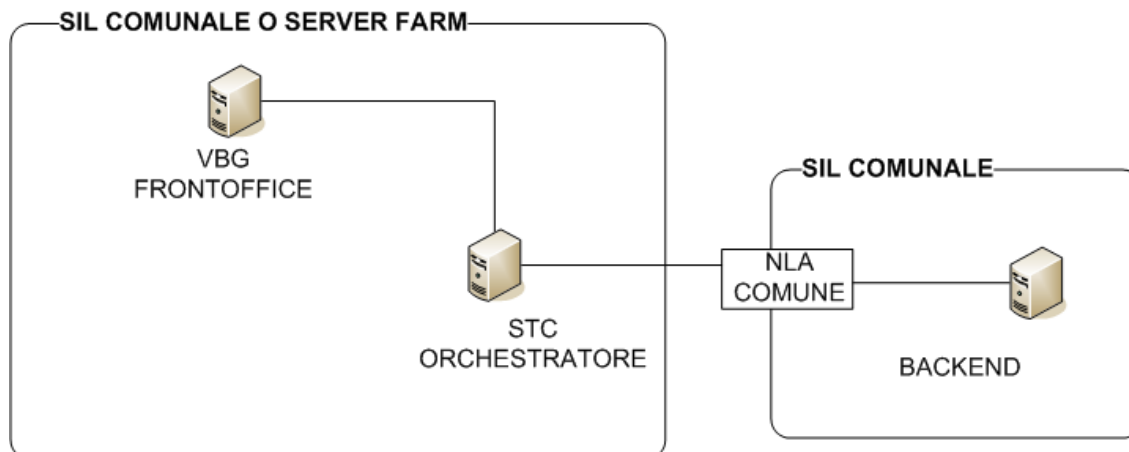 SIL COMUNALE O SERVER FARM
VBG
FRONTOFFICE
STC
ORCHESTRATORE
SIL COMUNALE
NLA
COMUNE
BACKEND